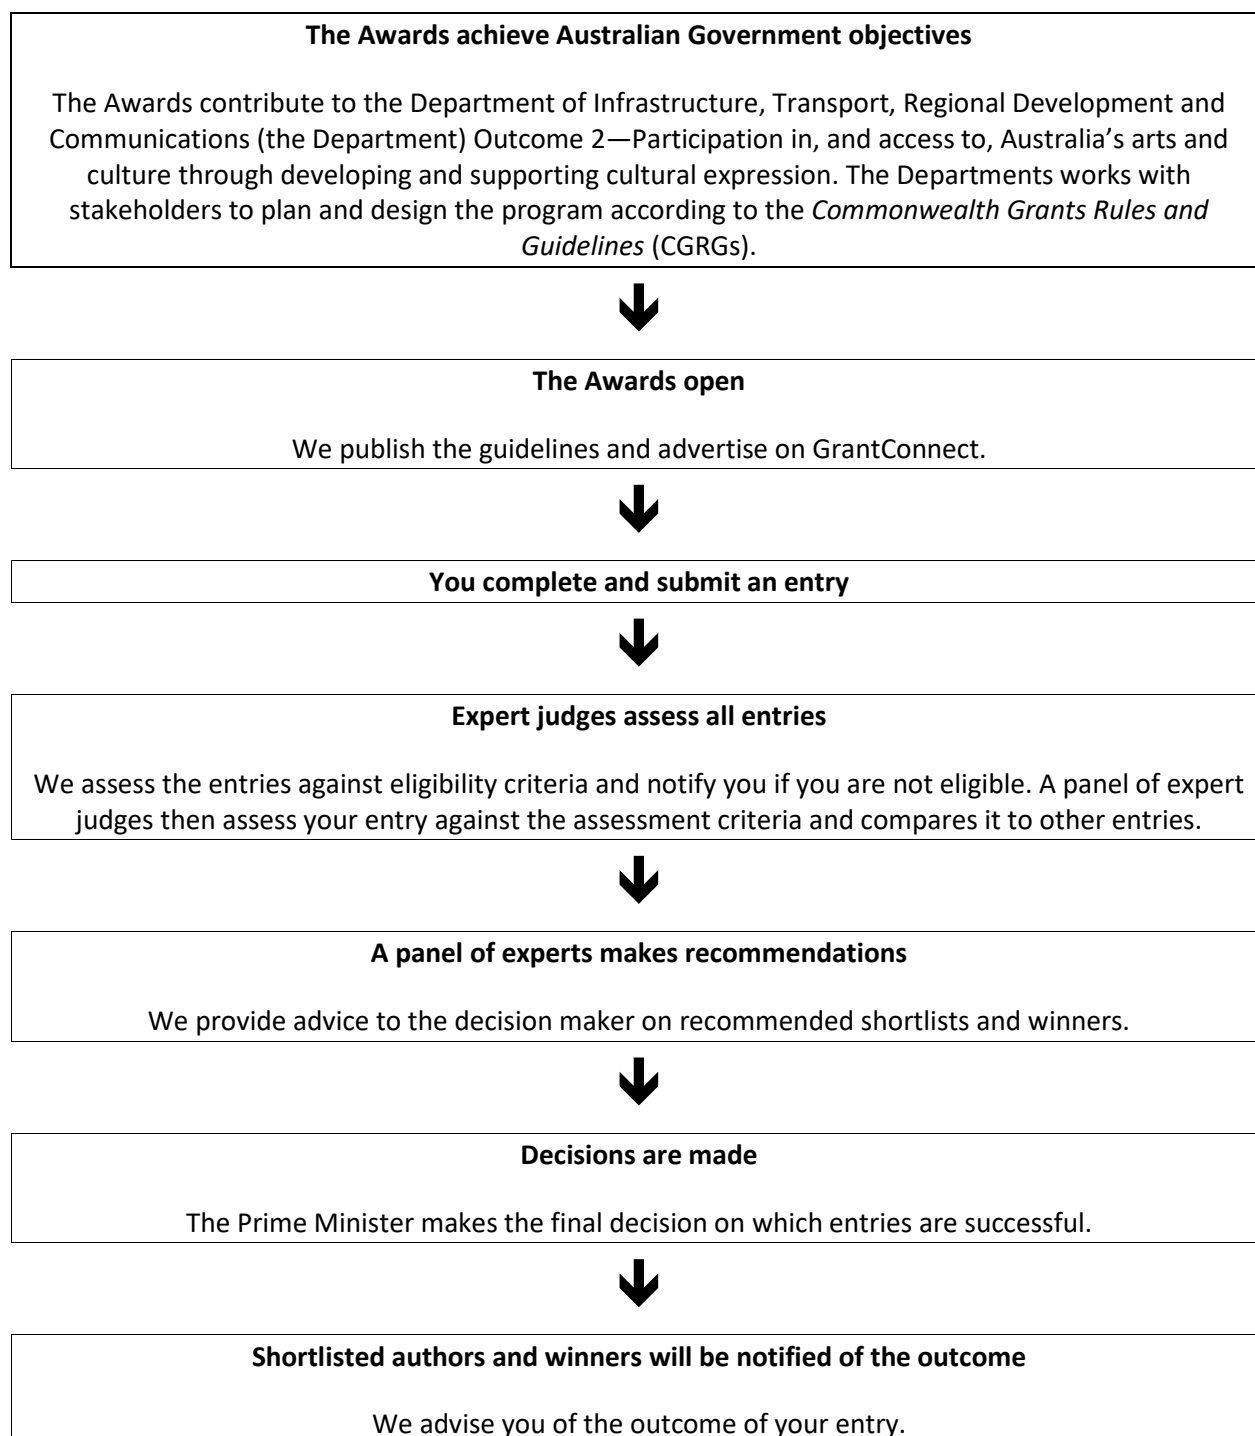 The Awards achieve Australian Government objectives
The Awards contribute to the Department of Infrastructure, Transport, Regional Development and
Communications (the Department) Outcome 2—Participation in, and access to, Australia’s arts and
culture through developing and supporting cultural expression. The Departments works with
stakeholders to plan and design the program according to the Commonwealth Grants Rules and
Guidelines (CGRGs).
The Awards open
We publish the guidelines and advertise on GrantConnect.
You complete and submit an entry
Expert judges assess all entries
We assess the entries against eligibility criteria and notify you if you are not eligible. A panel of expert
judges then assess your entry against the assessment criteria and compares it to other entries.
A panel of experts makes recommendations
We provide advice to the decision maker on recommended shortlists and winners.
Decisions are made
The Prime Minister makes the final decision on which entries are successful.
Shortlisted authors and winners will be notified of the outcome
We advise you of the outcome of your entry.